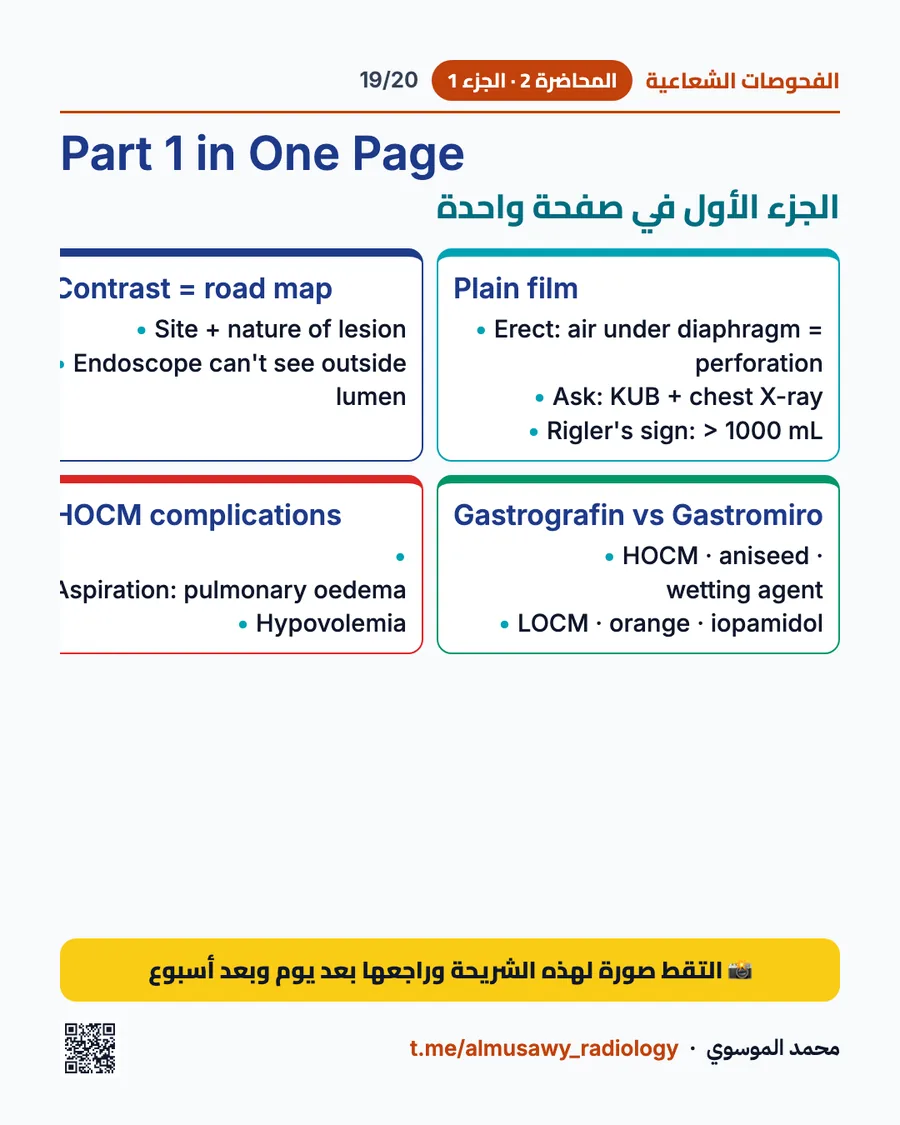 الفحوصات الشعاعية
المحاضرة 2 · الجزء 1
19/20
Part 1 in One Page
الجزء الأول في صفحة واحدة
Plain film
• Erect: air under diaphragm =
perforation
• Ask: KUB + chest X-ray
• Rigler's sign: > 1000 mL
Contrast = road map
• Site + nature of lesion
• Endoscope can't see outside
lumen
Gastrografin vs Gastromiro
• HOCM · aniseed ·
wetting agent
• LOCM · orange · iopamidol
HOCM complications
•
Aspiration: pulmonary oedema
• Hypovolemia
📸 التقط صورة لهذه الشريحة وراجعها بعد يوم وبعد أسبوع
محمد الموسوي · t.me/almusawy_radiology